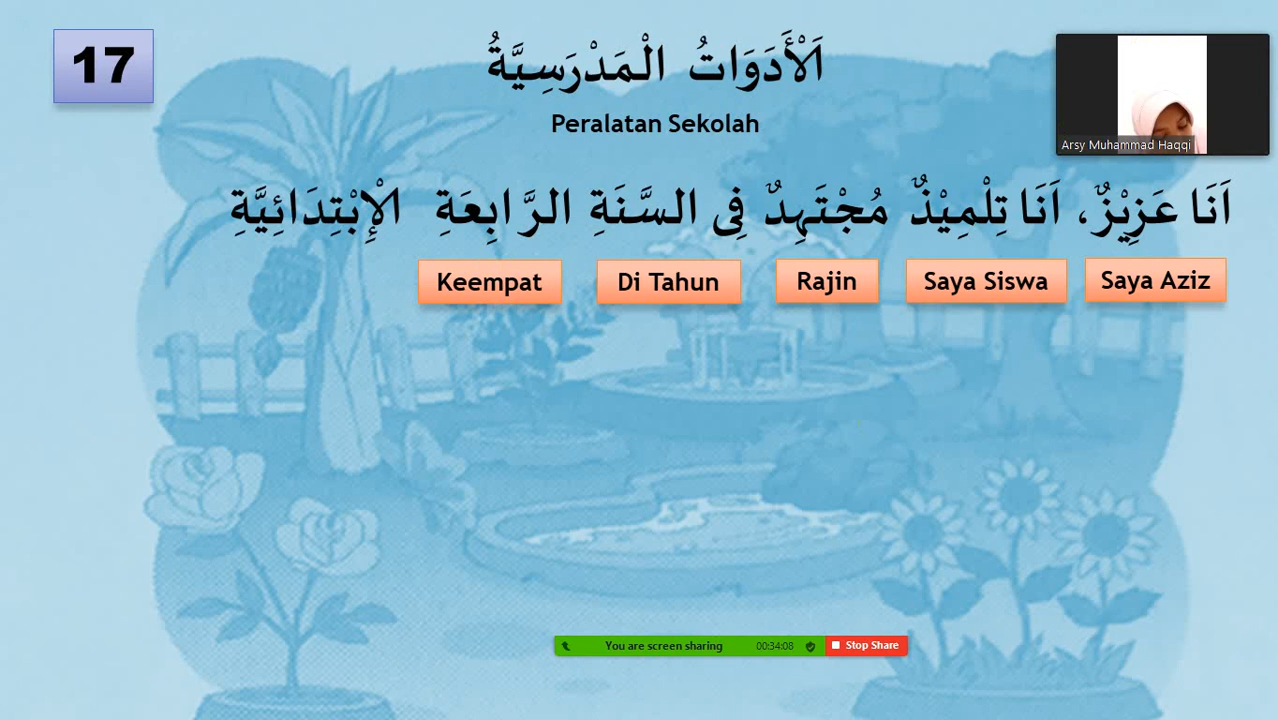 17
اَلْأَدَوَاتُ الْمَدْرَسِيَّةُ
Peralatan Sekolah
Arsy Muhammad Haqqi
اَنَا عَزِيْزٌ، اَنَا تِلْمِيْذٌ مُجْتَهِدٌ فِى السَّنَةِ الرَّابِعَةِ الْإِبْتِدَائِيَّةِ
Keempat Di Tahun Rajin Saya Siswa Saya Aziz
You are screen sharing 00:34:08 Stop Share